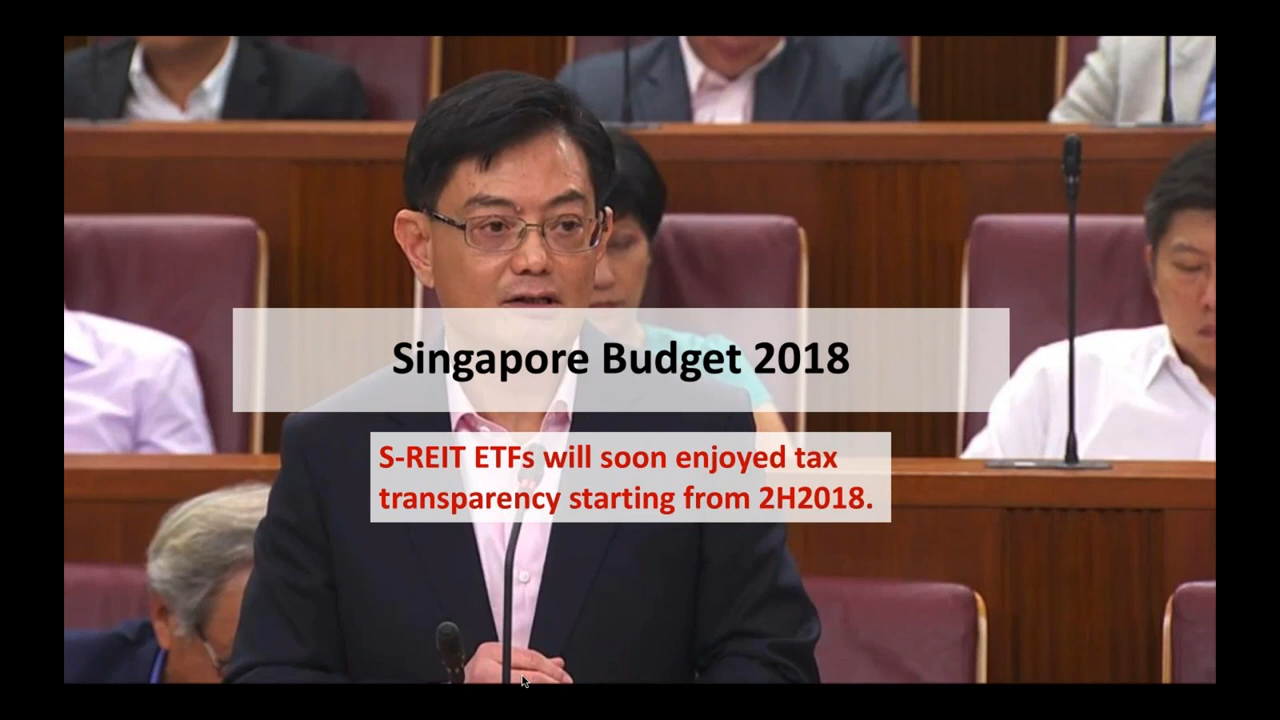 Singapore Budget 2018
S-REIT ETFs will soon enjoyed tax
transparency starting from 2H2018.